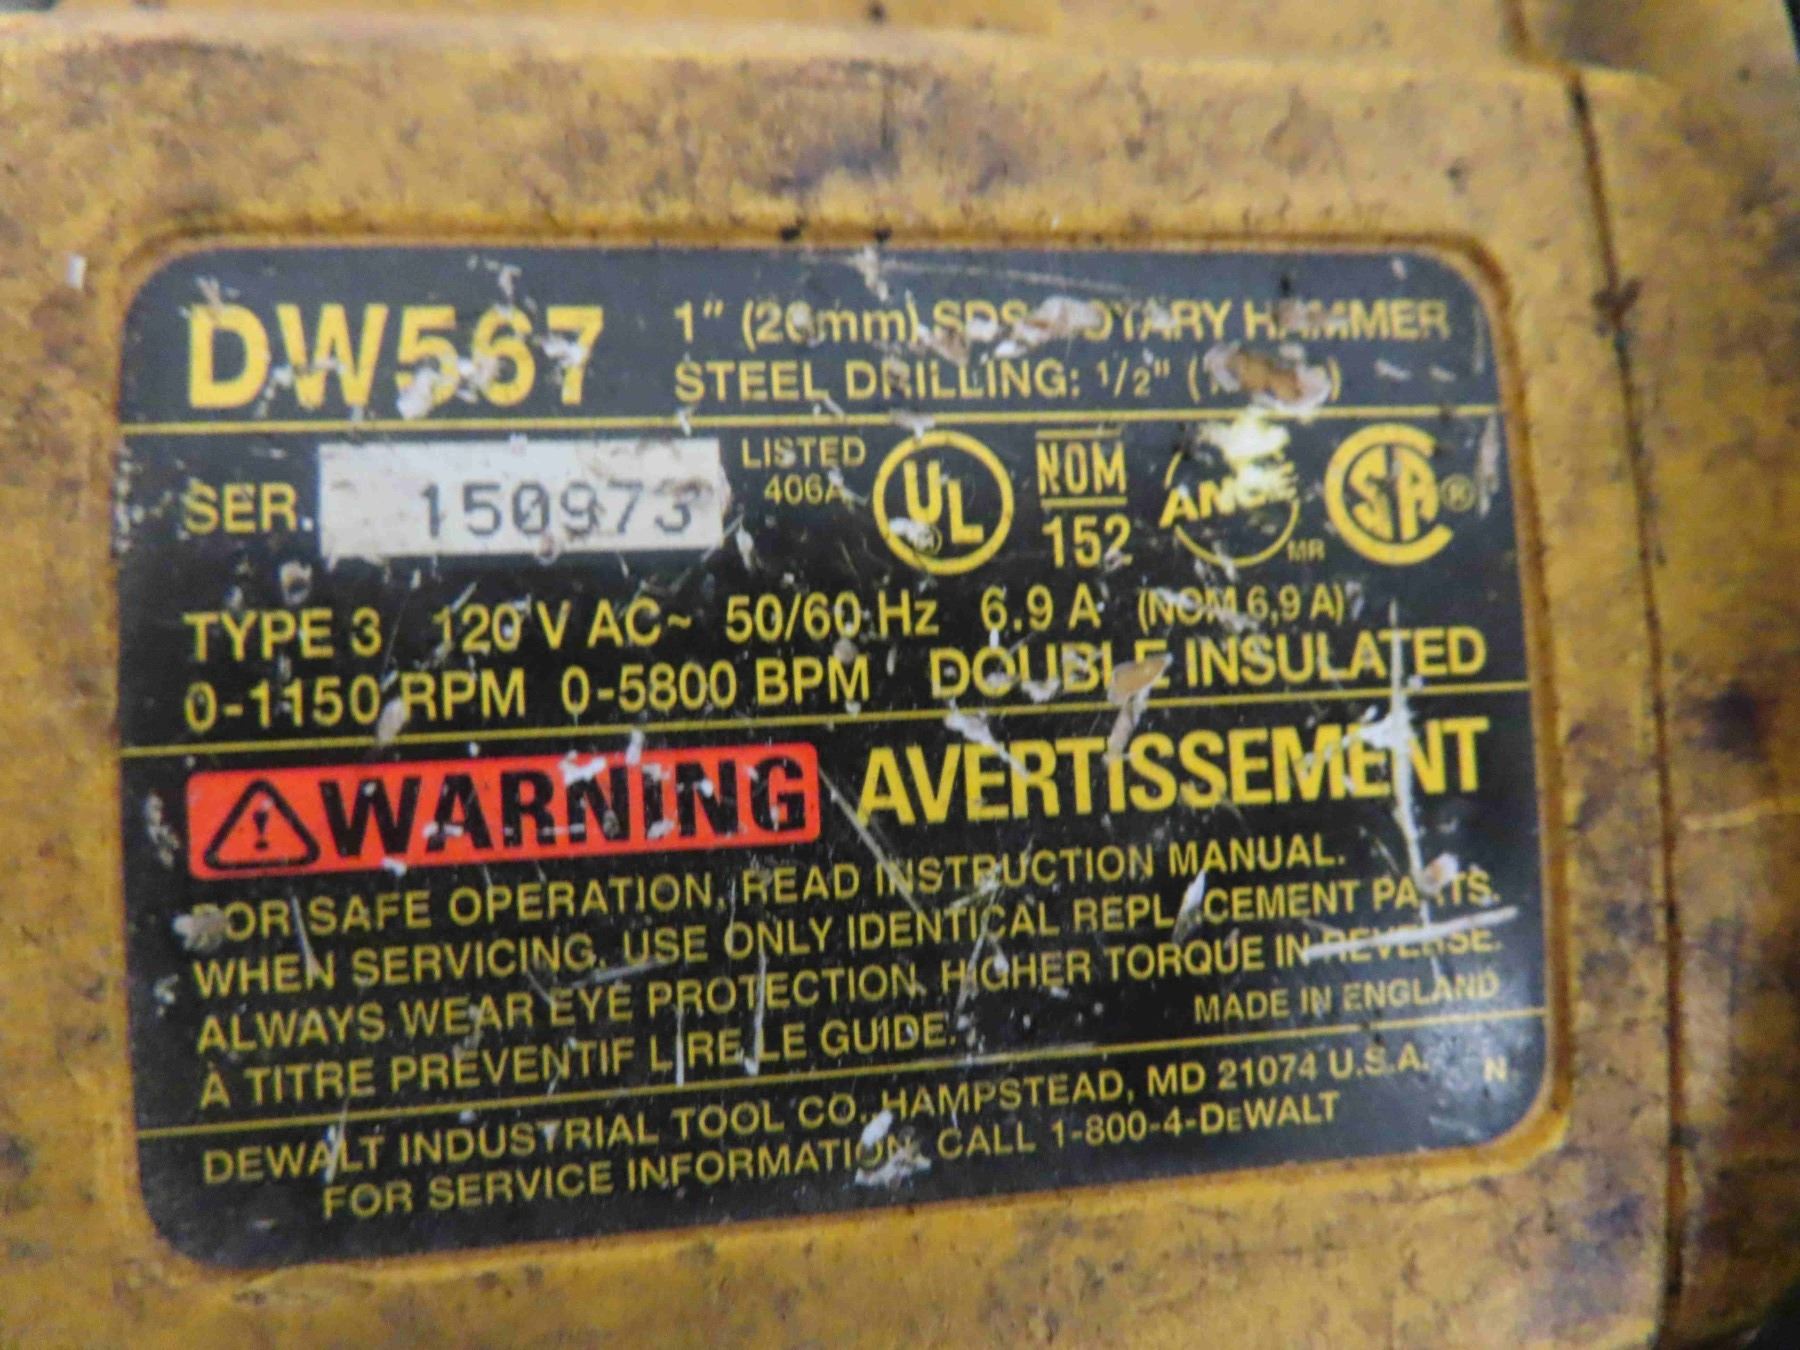 DW567
1" (26mm) SDS ROTARY HAMMER
STEEL DRILLING: 1/2" (
SER. 150973
LISTED
406A
UL
NOM
152
ANCE
MR
SA®
TYPE 3 120 V AC~ 50/60 Hz 6.9 A (NOM 6,9 A)
0-1150 RPM 0-5800 BPM DOUBLE INSULATED
WARNING AVERTISSEMENT
FOR SAFE OPERATION, READ INSTRUCTION MANUAL.
WHEN SERVICING, USE ONLY IDENTICAL REPLACEMENT PARTS.
ALWAYS WEAR EYE PROTECTION. HIGHER TORQUE IN REVERSE.
À TITRE PRÉVENTIF LIRE LE GUIDE.
MADE IN ENGLAND
DEWALT INDUSTRIAL TOOL CO., HAMPSTEAD, MD 21074 U.S.A. N
FOR SERVICE INFORMATION, CALL 1-800-4-DEWALT